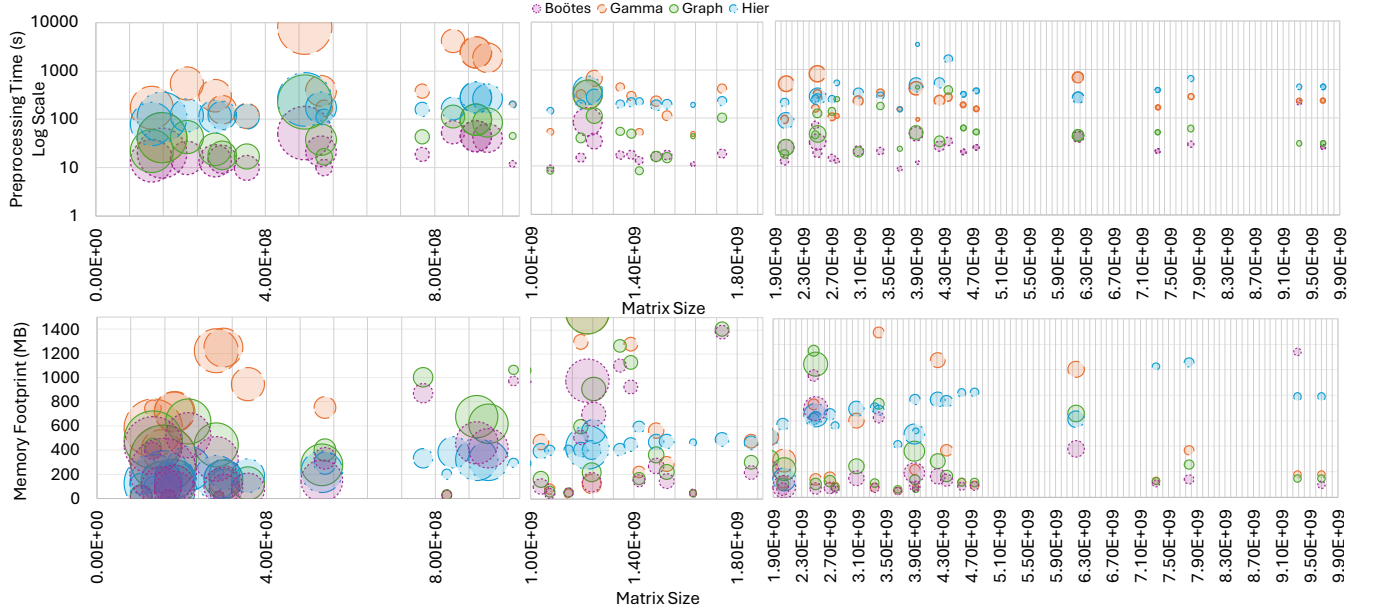 Boötes Gamma Graph Hier
Preprocessing Time (s)
Log Scale
10000
1000
100
10
1
0.00E+00
4.00E+08
8.00E+08
1.00E+09
1.40E+09
1.80E+09
1.90E+09
2.30E+09
2.70E+09
3.10E+09
3.50E+09
3.90E+09
4.30E+09
4.70E+09
5.10E+09
5.50E+09
5.90E+09
6.30E+09
6.70E+09
7.10E+09
7.50E+09
7.90E+09
8.30E+09
8.70E+09
9.10E+09
9.50E+09
9.90E+09
Matrix Size
Memory Footprint (MB)
1400
1200
1000
800
600
400
200
0
0.00E+00
4.00E+08
8.00E+08
1.00E+09
1.40E+09
1.80E+09
1.90E+09
2.30E+09
2.70E+09
3.10E+09
3.50E+09
3.90E+09
4.30E+09
4.70E+09
5.10E+09
5.50E+09
5.90E+09
6.30E+09
6.70E+09
7.10E+09
7.50E+09
7.90E+09
8.30E+09
8.70E+09
9.10E+09
9.50E+09
9.90E+09
Matrix Size